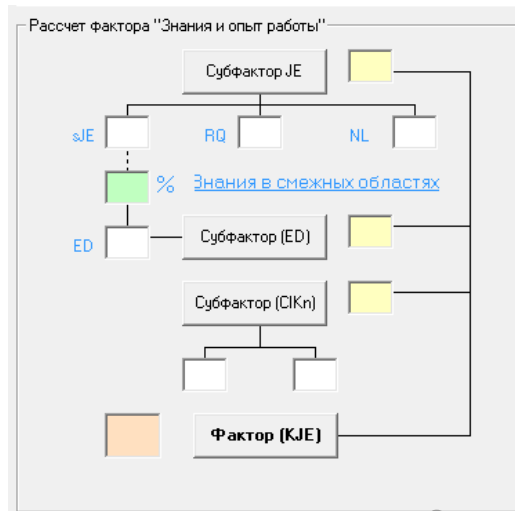 Рассчет фактора "Знания и опыт работы"
Субфактор JE
sJE RQ NL
% Знания в смежных областях
ED Субфактор (ED)
Субфактор (ClKn)
Фактор (KJE)